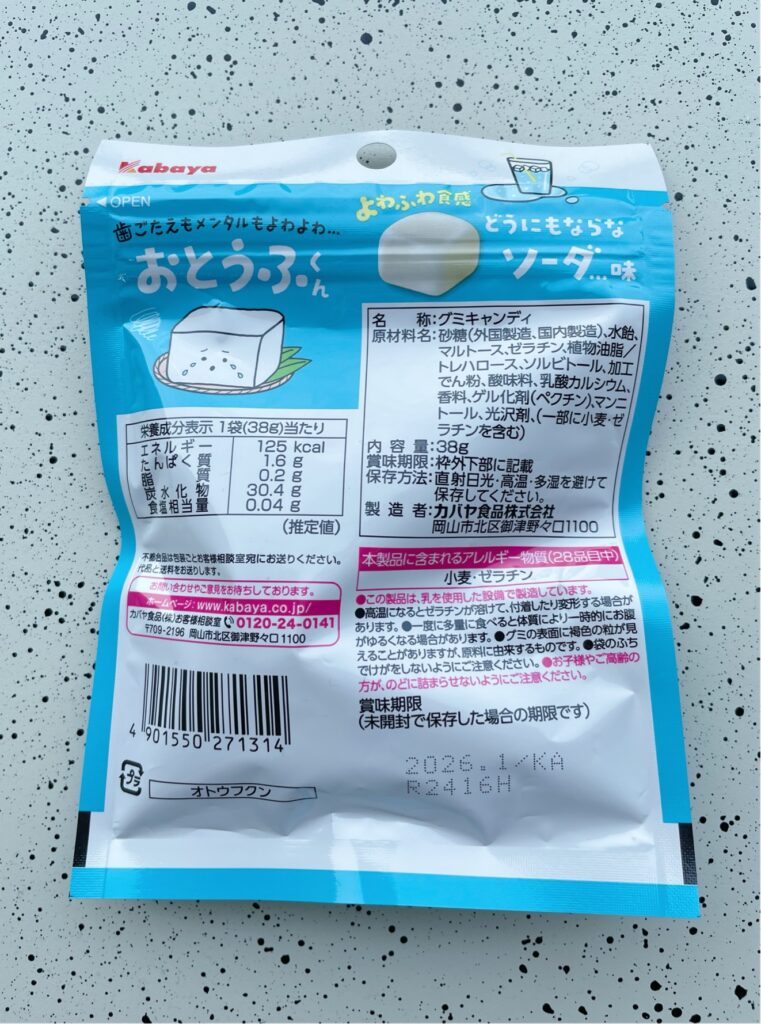 Kabaya
◀OPEN
歯ごたえもメンタルもよわよわ…
おとうふくん
よわふわ食感
どうにもならな
ソーダ…味
名　称:グミキャンディ
原材料名:砂糖(外国製造、国内製造)、水飴、
マルトース、ゼラチン、植物油脂／
トレハロース、ソルビトール、加工
でん粉、酸味料、乳酸カルシウム、
香料、ゲル化剤(ペクチン)、マンニ
トール、光沢剤、(一部に小麦・ゼ
ラチンを含む)
内容量:38g
賞味期限:枠外下部に記載
保存方法:直射日光・高温・多湿を避けて
保存してください。
製造者:カバヤ食品株式会社
岡山市北区御津野々口1100
栄養成分表示 1袋(38g)当たり
エネルギー 125 kcal
たんぱく質 1.6 g
脂質 0.2 g
炭水化物 30.4 g
食塩相当量 0.04 g
(推定値)
不都合品は包装ごとお客様相談室宛にお送りください。
代品と送料をお送りします。
お問い合わせやご意見をお待ちしております。
ホームページ:www.kabaya.co.jp/
カバヤ食品(株)お客様相談室 0120-24-0141
〒709-2196 岡山市北区御津野々口1100
本製品に含まれるアレルギー物質(28品目中)
小麦・ゼラチン
●この製品は、乳を使用した設備で製造しています。
●高温になるとゼラチンが溶けて、付着したり変形する場合が
あります。●一度に多量に食べると体質により一時的にお腹
がゆるくなる場合があります。●グミの表面に褐色の粒が見
えることがありますが、原料に由来するものです。●袋のふち
でけがをしないようにご注意ください。●お子様やご高齢の
方が、のどに詰まらせないようにご注意ください。
賞味期限
(未開封で保存した場合の期限です)
2026.1/KA
R2416H
4 901550 271314
プラ
オトウフクン